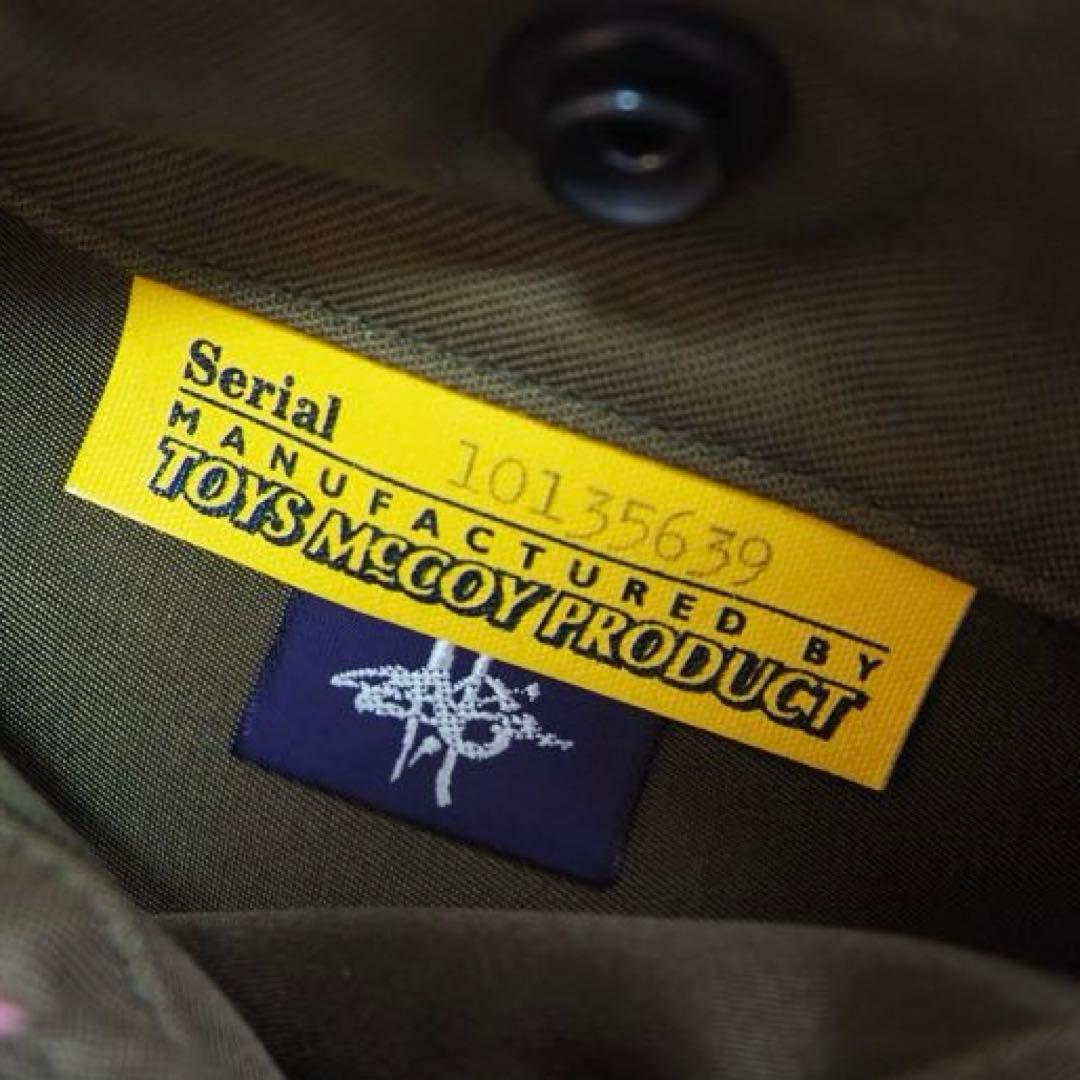 Serial 10135639
MANUFACTURED BY
TOYS McCOY PRODUCT